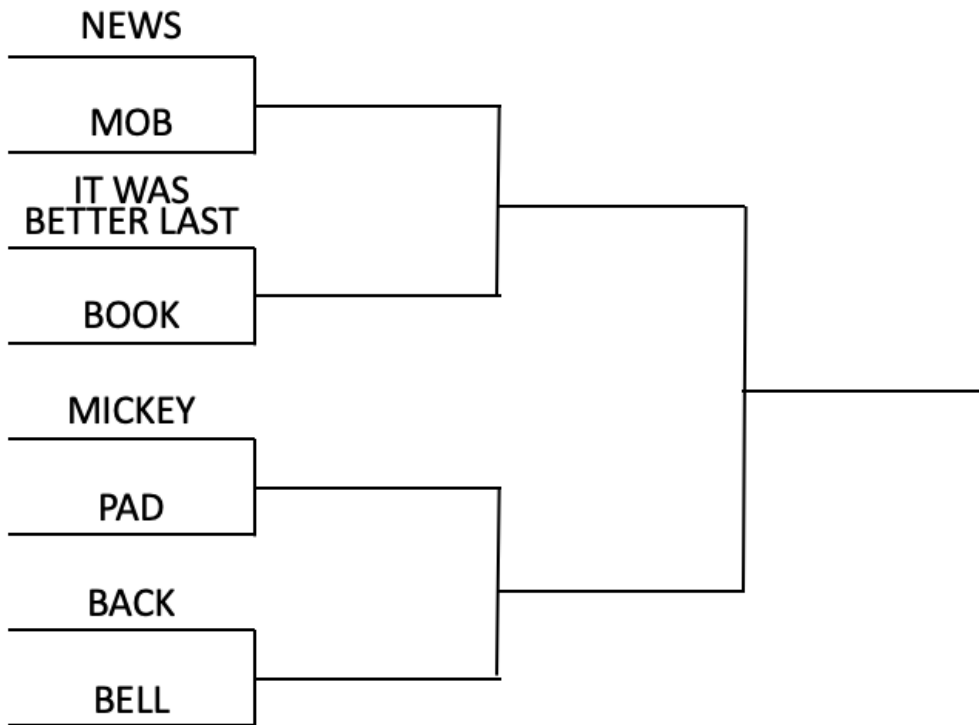 NEWS
MOB
IT WAS
BETTER LAST
BOOK
MICKEY
PAD
BACK
BELL